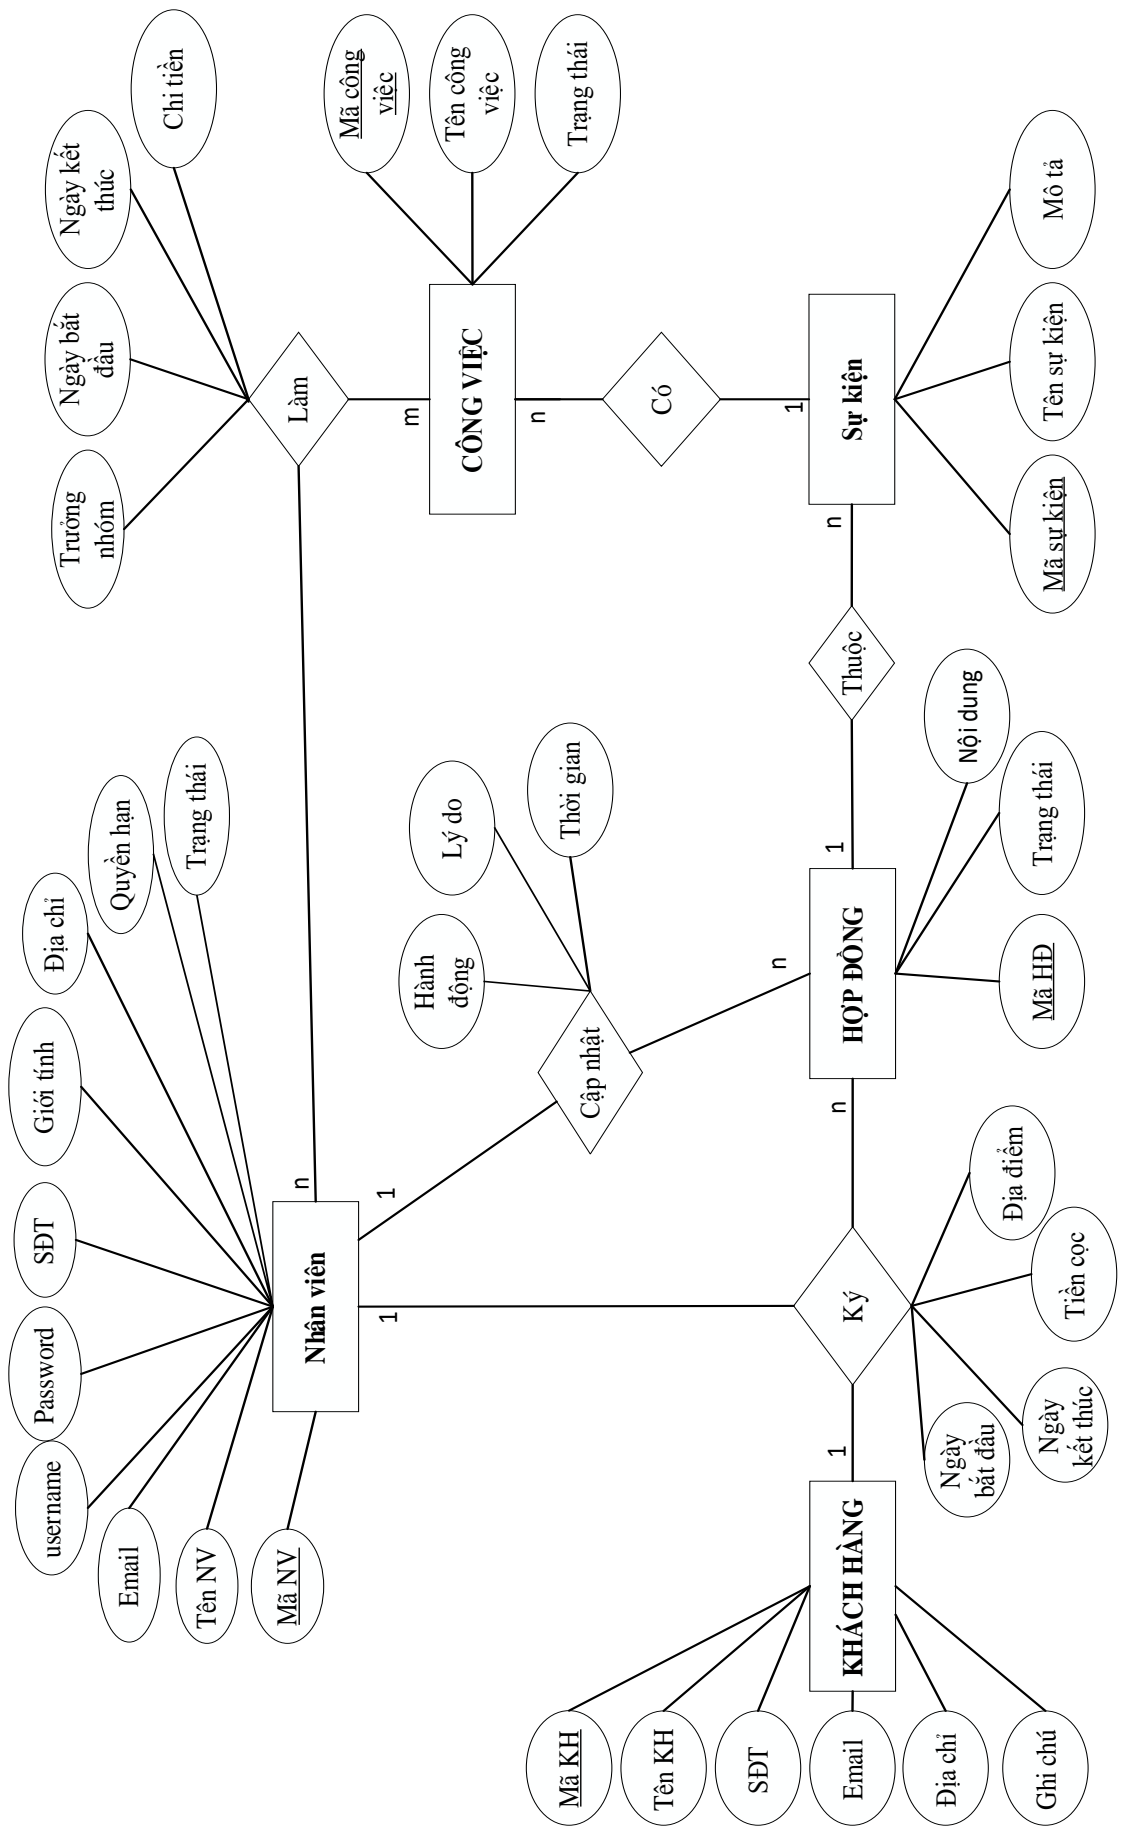 username
Password
SĐT
Giới tính
Địa chỉ
Quyền hạn
Trạng thái
Email
Tên NV
Mã NV
Nhân viên
n
1
1
Trưởng
nhóm
Ngày bắt
đầu
Ngày kết
thúc
Chi tiền
Làm
m
Mã công
việc
Tên công
việc
Trạng thái
CÔNG VIỆC
n
Có
1
Hành
động
Lý do
Thời gian
Cập nhật
n
Mã KH
Tên KH
SĐT
Email
Địa chỉ
Ghi chú
KHÁCH HÀNG
1
Ký
n
HỢP ĐỒNG
1
Thuộc
n
Sự kiện
Ngày
bắt đầu
Ngày
kết thúc
Tiền cọc
Địa điểm
Mã HĐ
Trạng thái
Nội dung
Mã sự kiện
Tên sự kiện
Mô tả